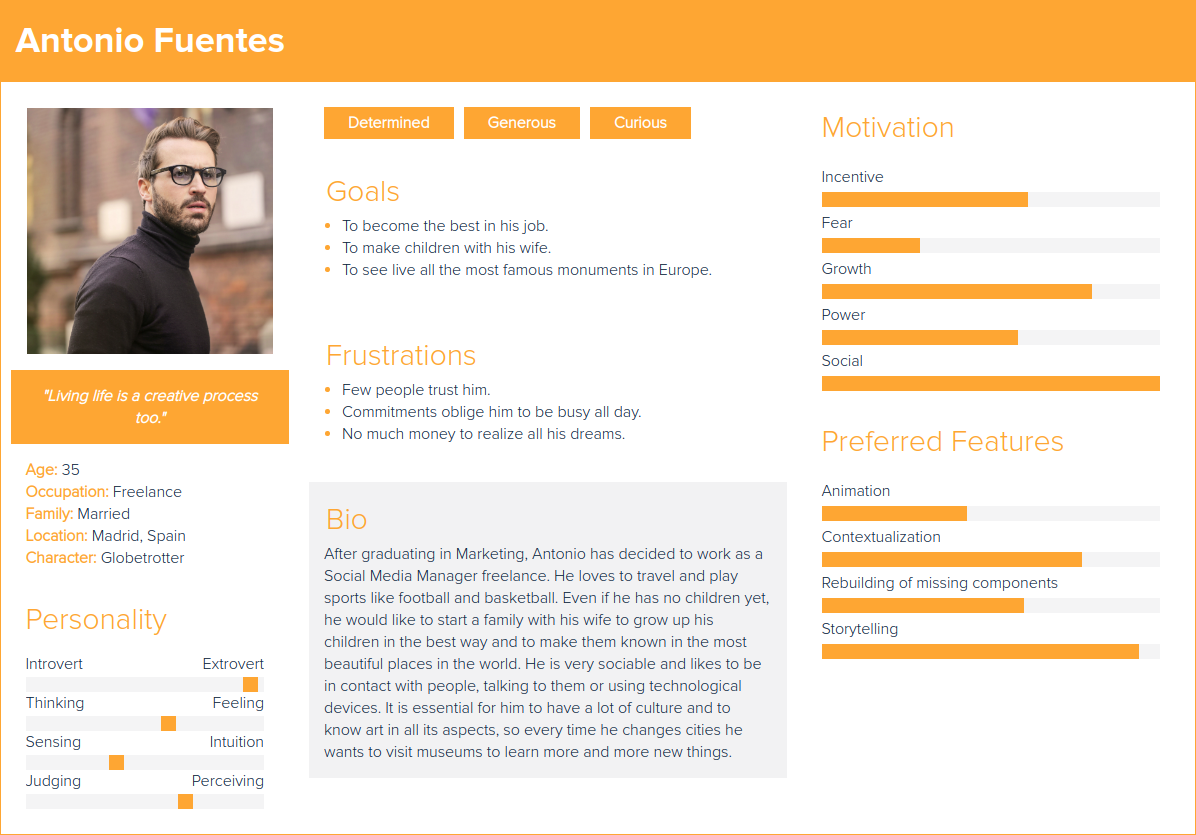 Antonio Fuentes
"Living life is a creative process
too."
Age: 35
Occupation: Freelance
Family: Married
Location: Madrid, Spain
Character: Globetrotter
Personality
Introvert Extrovert
Thinking Feeling
Sensing Intuition
Judging Perceiving
Determined Generous Curious
Goals
To become the best in his job.
To make children with his wife.
To see live all the most famous monuments in Europe.
Frustrations
Few people trust him.
Commitments oblige him to be busy all day.
No much money to realize all his dreams.
Bio
After graduating in Marketing, Antonio has decided to work as a
Social Media Manager freelance. He loves to travel and play
sports like football and basketball. Even if he has no children yet,
he would like to start a family with his wife to grow up his
children in the best way and to make them known in the most
beautiful places in the world. He is very sociable and likes to be
in contact with people, talking to them or using technological
devices. It is essential for him to have a lot of culture and to
know art in all its aspects, so every time he changes cities he
wants to visit museums to learn more and more new things.
Motivation
Incentive
Fear
Growth
Power
Social
Preferred Features
Animation
Contextualization
Rebuilding of missing components
Storytelling